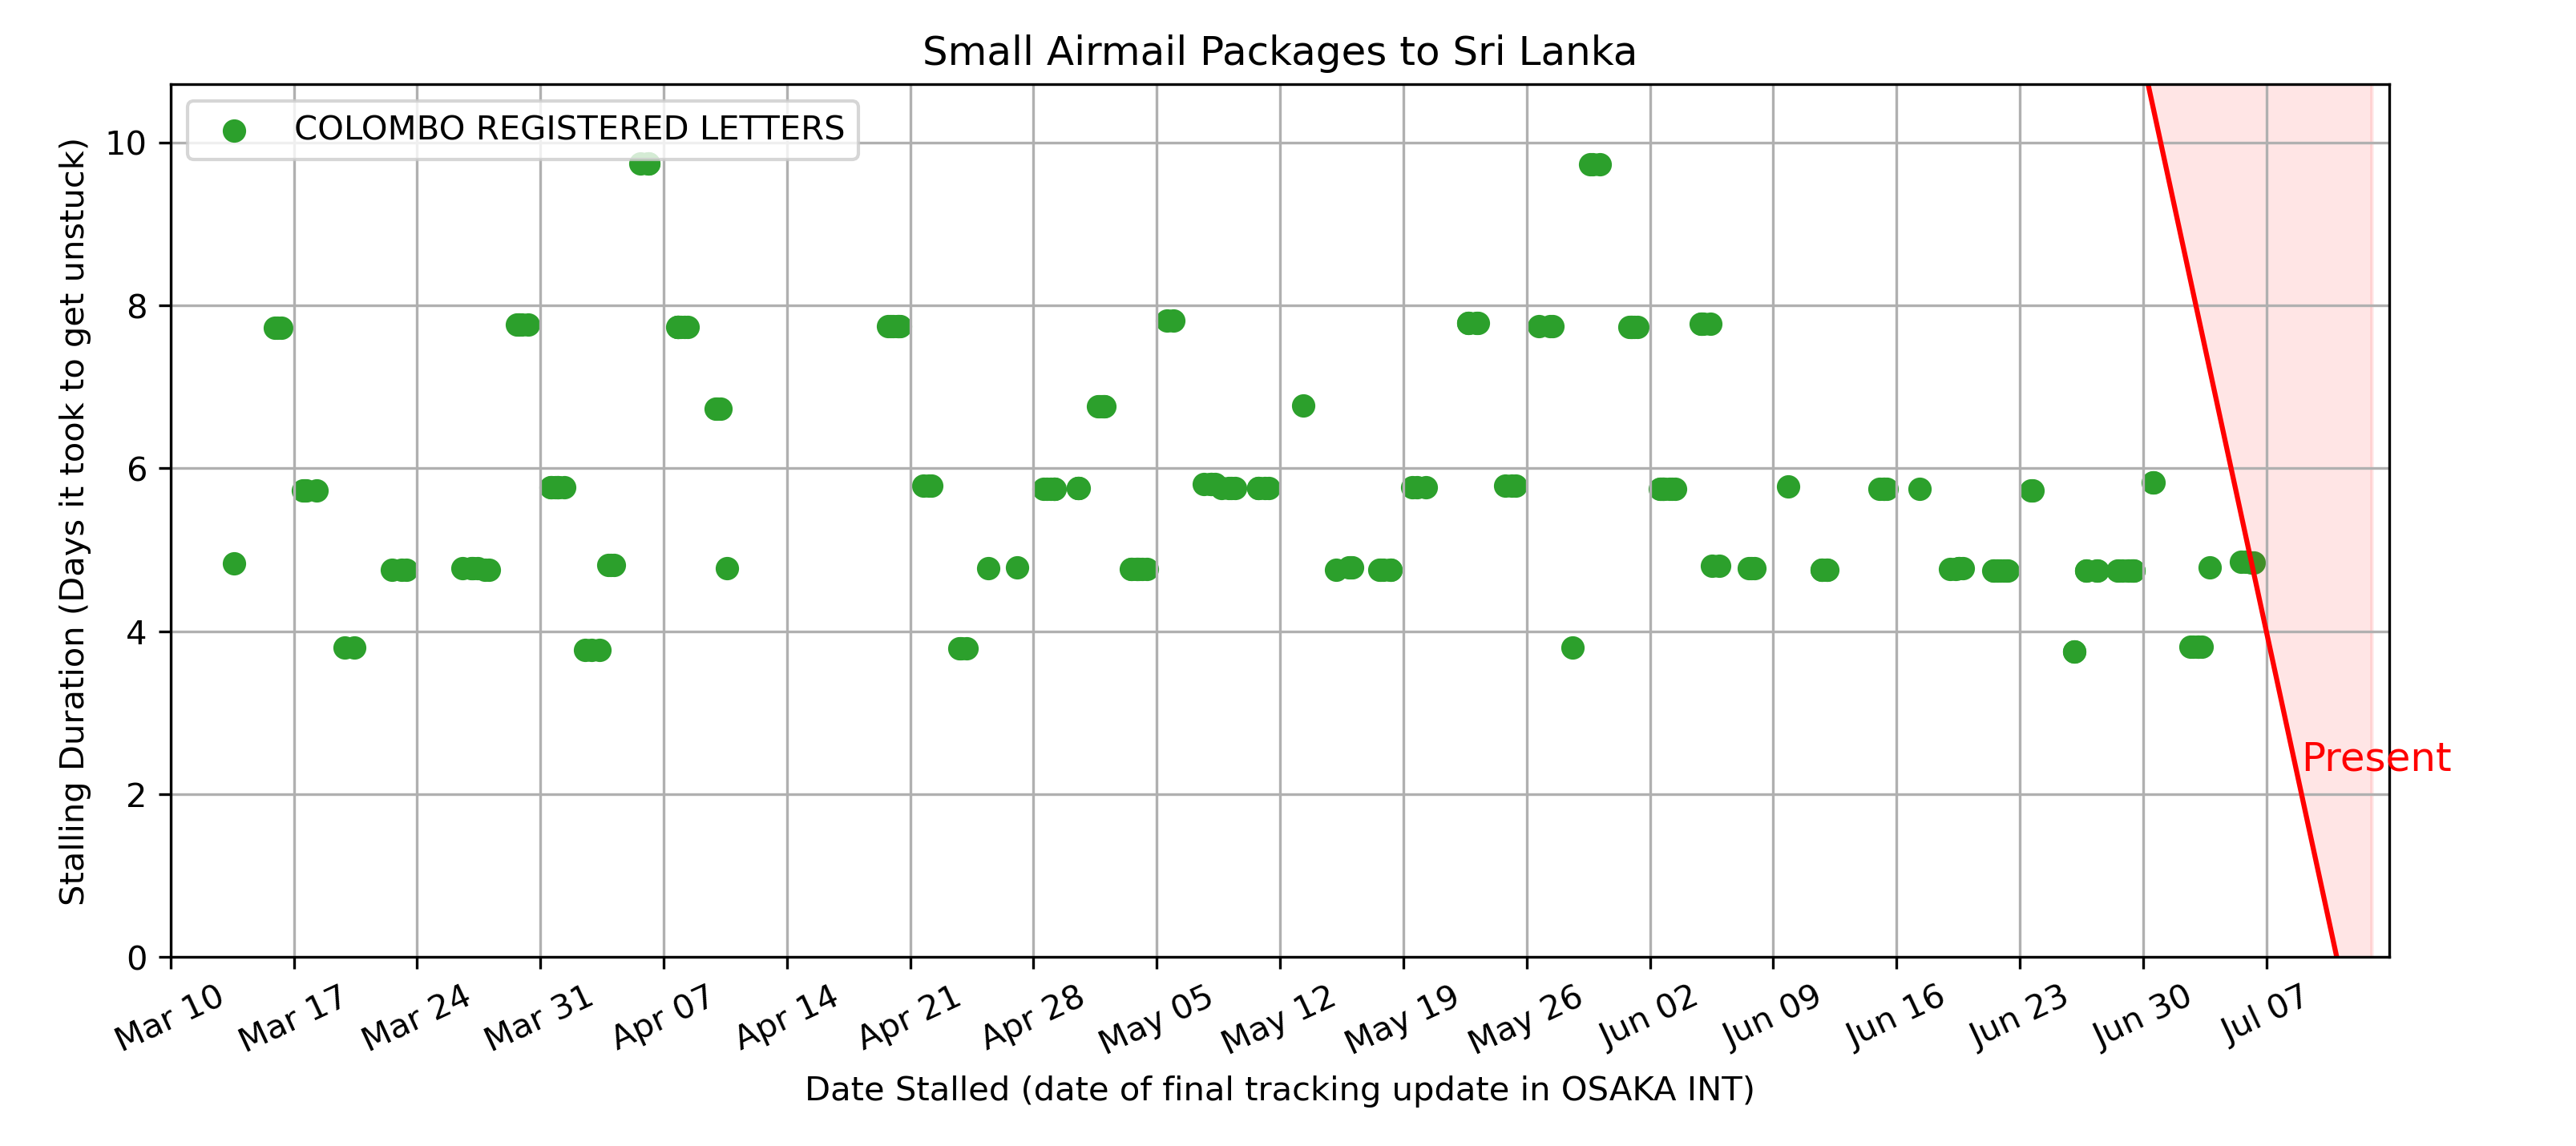 Small Airmail Packages to Sri Lanka
COLOMBO REGISTERED LETTERS
Stalling Duration (Days it took to get unstuck)
10
8
6
4
2
0
Present
Mar 10 Mar 17 Mar 24 Mar 31 Apr 07 Apr 14 Apr 21 Apr 28 May 05 May 12 May 19 May 26 Jun 02 Jun 09 Jun 16 Jun 23 Jun 30 Jul 07
Date Stalled (date of final tracking update in OSAKA INT)